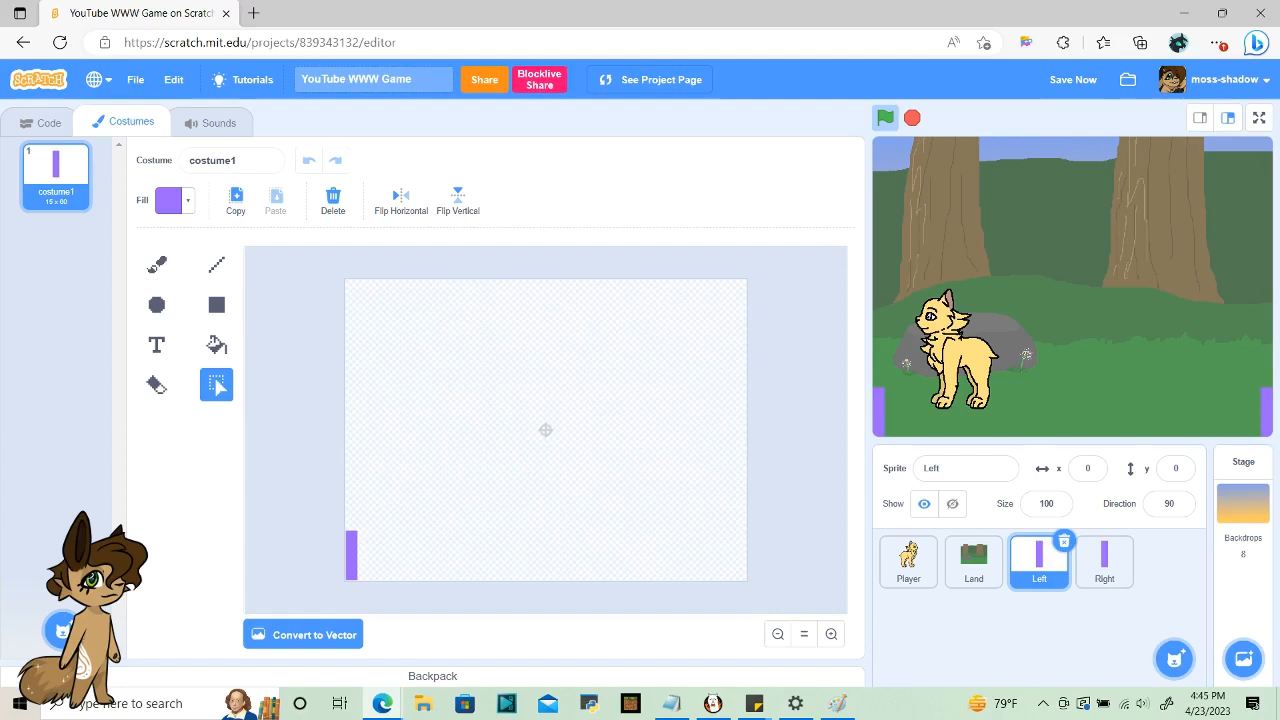 YouTube WWW Game on Scratch
https://scratch.mit.edu/projects/839343132/editor
SCRATCH File Edit Tutorials YouTube WWW Game Share Blocklive Share See Project Page Save Now moss-shadow
Code Costumes Sounds
1
costume1
15 x 60
Costume costume1
Fill Copy Paste Delete Flip Horizontal Flip Vertical
T
Convert to Vector
Backpack
Sprite Left x 0 y 0
Show Size 100 Direction 90
Player Land Left Right
Stage
Backdrops
8
Type here to search
79°F
4:45 PM
4/23/2023